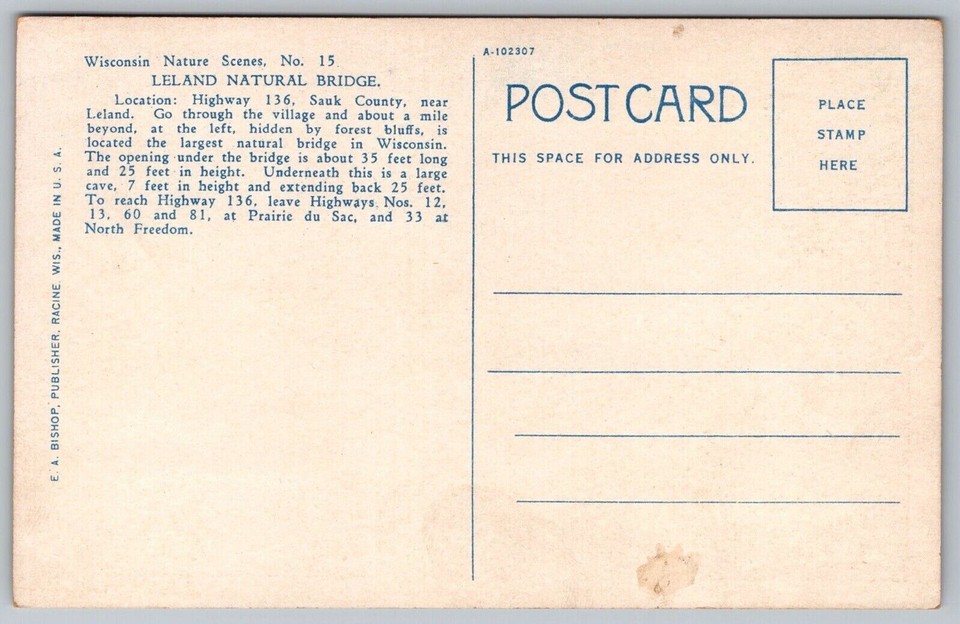 Wisconsin Nature Scenes, No. 15
LELAND NATURAL BRIDGE.
Location: Highway 136, Sauk County, near
Leland. Go through the village and about a mile
beyond, at the left, hidden by forest bluffs, is
located the largest natural bridge in Wisconsin.
The opening under the bridge is about 35 feet long
and 25 feet in height. Underneath this is a large
cave, 7 feet in height and extending back 25 feet.
To reach Highway 136, leave Highways Nos. 12,
13, 60 and 81, at Prairie du Sac, and 33 at
North Freedom.
E. A. BISHOP, PUBLISHER, RACINE, WIS., MADE IN U. S. A.
A-102307
POSTCARD
THIS SPACE FOR ADDRESS ONLY.
PLACE
STAMP
HERE